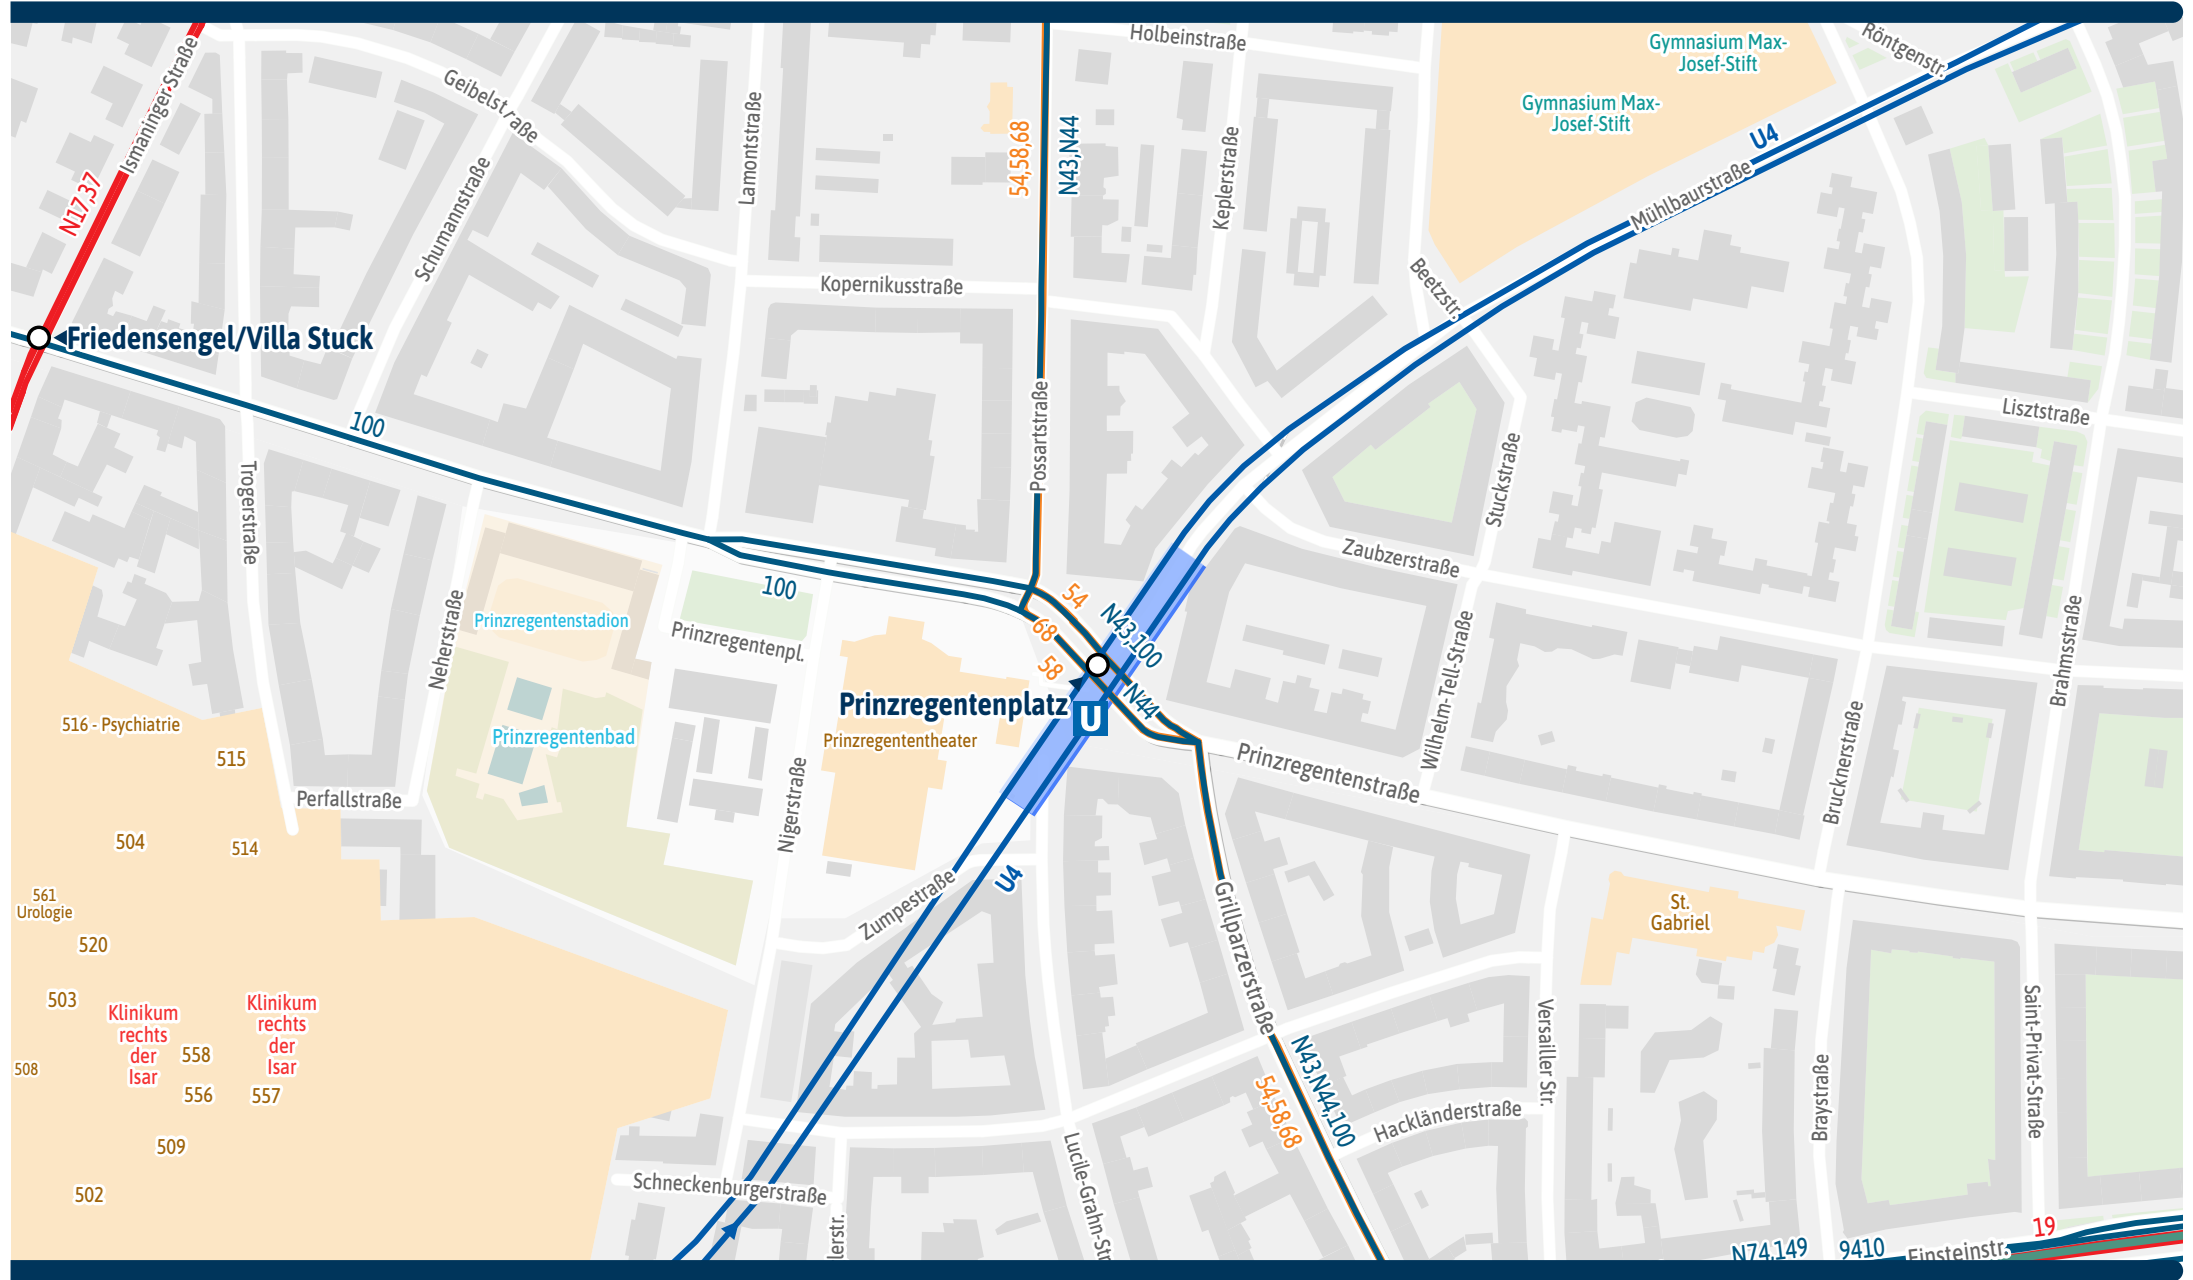 Holbeinstraße
Röntgenstr.
Gymnasium Max-
Josef-Stift
Gymnasium Max-
Josef-Stift
Ismaninger Straße
Geibelstraße
Lamontstraße
54,58,68
N43,N44
Keplerstraße
U4
Mühlbaurstraße
N17,37
Schumannstraße
Kopernikusstraße
Beetzstr.
Friedensengel/Villa Stuck
100
Possartstraße
Lisztstraße
Trogerstraße
Stuckstraße
Zaubzerstraße
100
54
N43,100
68
58
N44
Neherstraße
Prinzregentenstadion
Prinzregentenpl.
Wilhelm-Tell-Straße
Brahmsstraße
Prinzregentenplatz
U
516 - Psychiatrie
515
Prinzregentenbad
Prinzregententheater
Prinzregentenstraße
Brucknerstraße
Perfallstraße
Nigerstraße
504
514
561
Urologie
Zumpestraße
U4
Grillparzerstraße
St.
Gabriel
520
503
Klinikum
rechts
der
Isar
Klinikum
rechts
der
Isar
508
558
556
557
Versailler Str.
Saint-Privat-Straße
Braystraße
N43,N44,100
54,58,68
Hackländerstraße
509
502
Schneckenburgerstraße
lerstr.
Lucile-Grahn-Str
N74,149
9410
Einsteinstr.
19